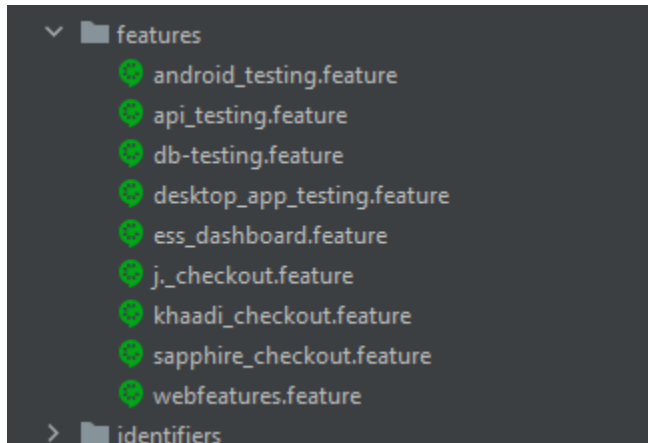 features
android_testing.feature
api_testing.feature
db-testing.feature
desktop_app_testing.feature
ess_dashboard.feature
j._checkout.feature
khaadi_checkout.feature
sapphire_checkout.feature
webfeatures.feature
identifiers